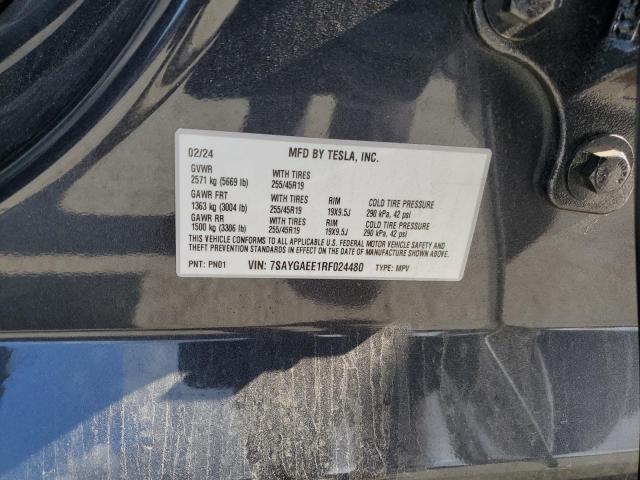 02/24 MFD BY TESLA, INC.
GVWR WITH TIRES
2571 kg (5669 lb) 255/45R19
GAWR FRT WITH TIRES RIM COLD TIRE PRESSURE
1363 kg (3004 lb) 255/45R19 19X9.5J 290 kPa, 42 psi
GAWR RR WITH TIRES RIM COLD TIRE PRESSURE
1500 kg (3306 lb) 255/45R19 19X9.5J 290 kPa, 42 psi
THIS VEHICLE CONFORMS TO ALL APPLICABLE U.S. FEDERAL MOTOR VEHICLE SAFETY AND
THEFT PREVENTION STANDARDS IN EFFECT ON THE DATE OF MANUFACTURE SHOWN ABOVE.
PNT: PN01 VIN: 7SAYGAEE1RF024480 TYPE: MPV